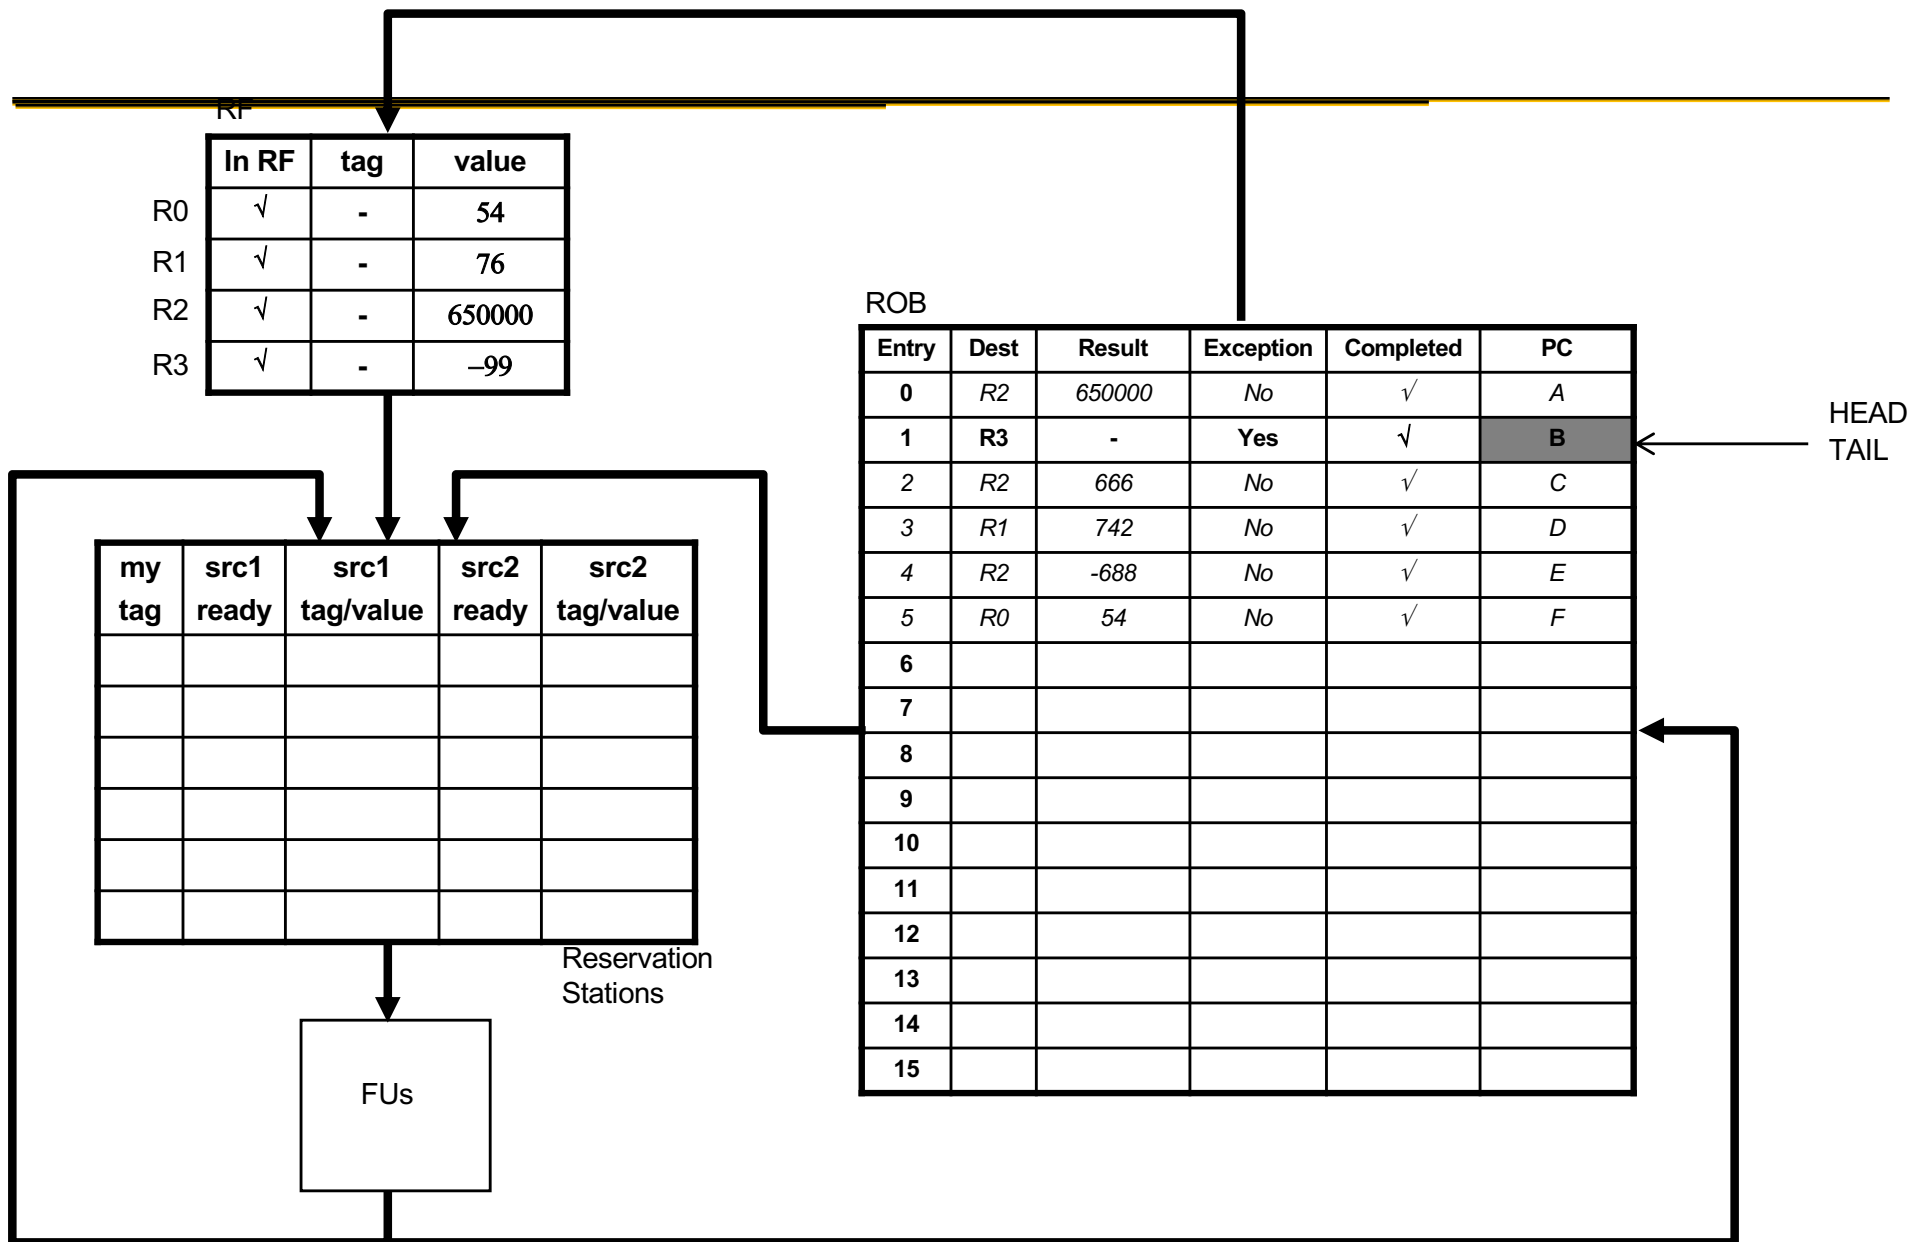 RF
In RF tag value
R0 √ - 54
R1 √ - 76
R2 √ - 650000
R3 √ - –99
ROB
Entry Dest Result Exception Completed PC
0 R2 650000 No √ A
1 R3 - Yes √ B
2 R2 666 No √ C
3 R1 742 No √ D
4 R2 -688 No √ E
5 R0 54 No √ F
6
7
8
9
10
11
12
13
14
15
HEAD
TAIL
my src1 src1 src2 src2
tag ready tag/value ready tag/value
Reservation
Stations
FUs